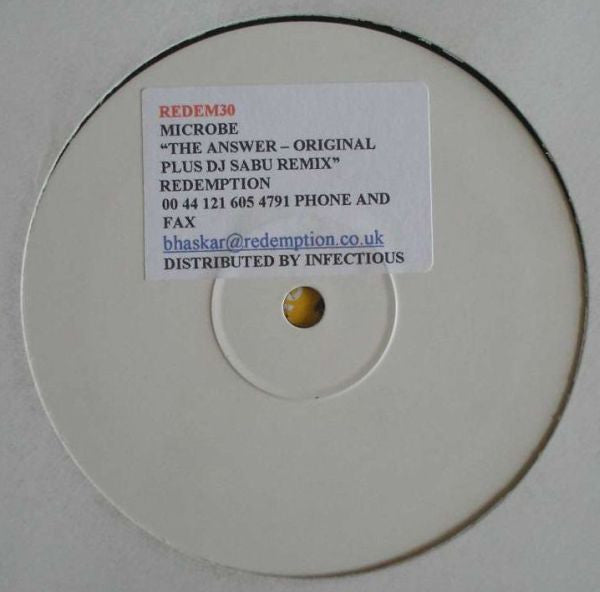 REDEM30
MICROBE
“THE ANSWER – ORIGINAL
PLUS DJ SABU REMIX”
REDEMPTION
00 44 121 605 4791 PHONE AND
FAX
bhaskar@redemption.co.uk
DISTRIBUTED BY INFECTIOUS